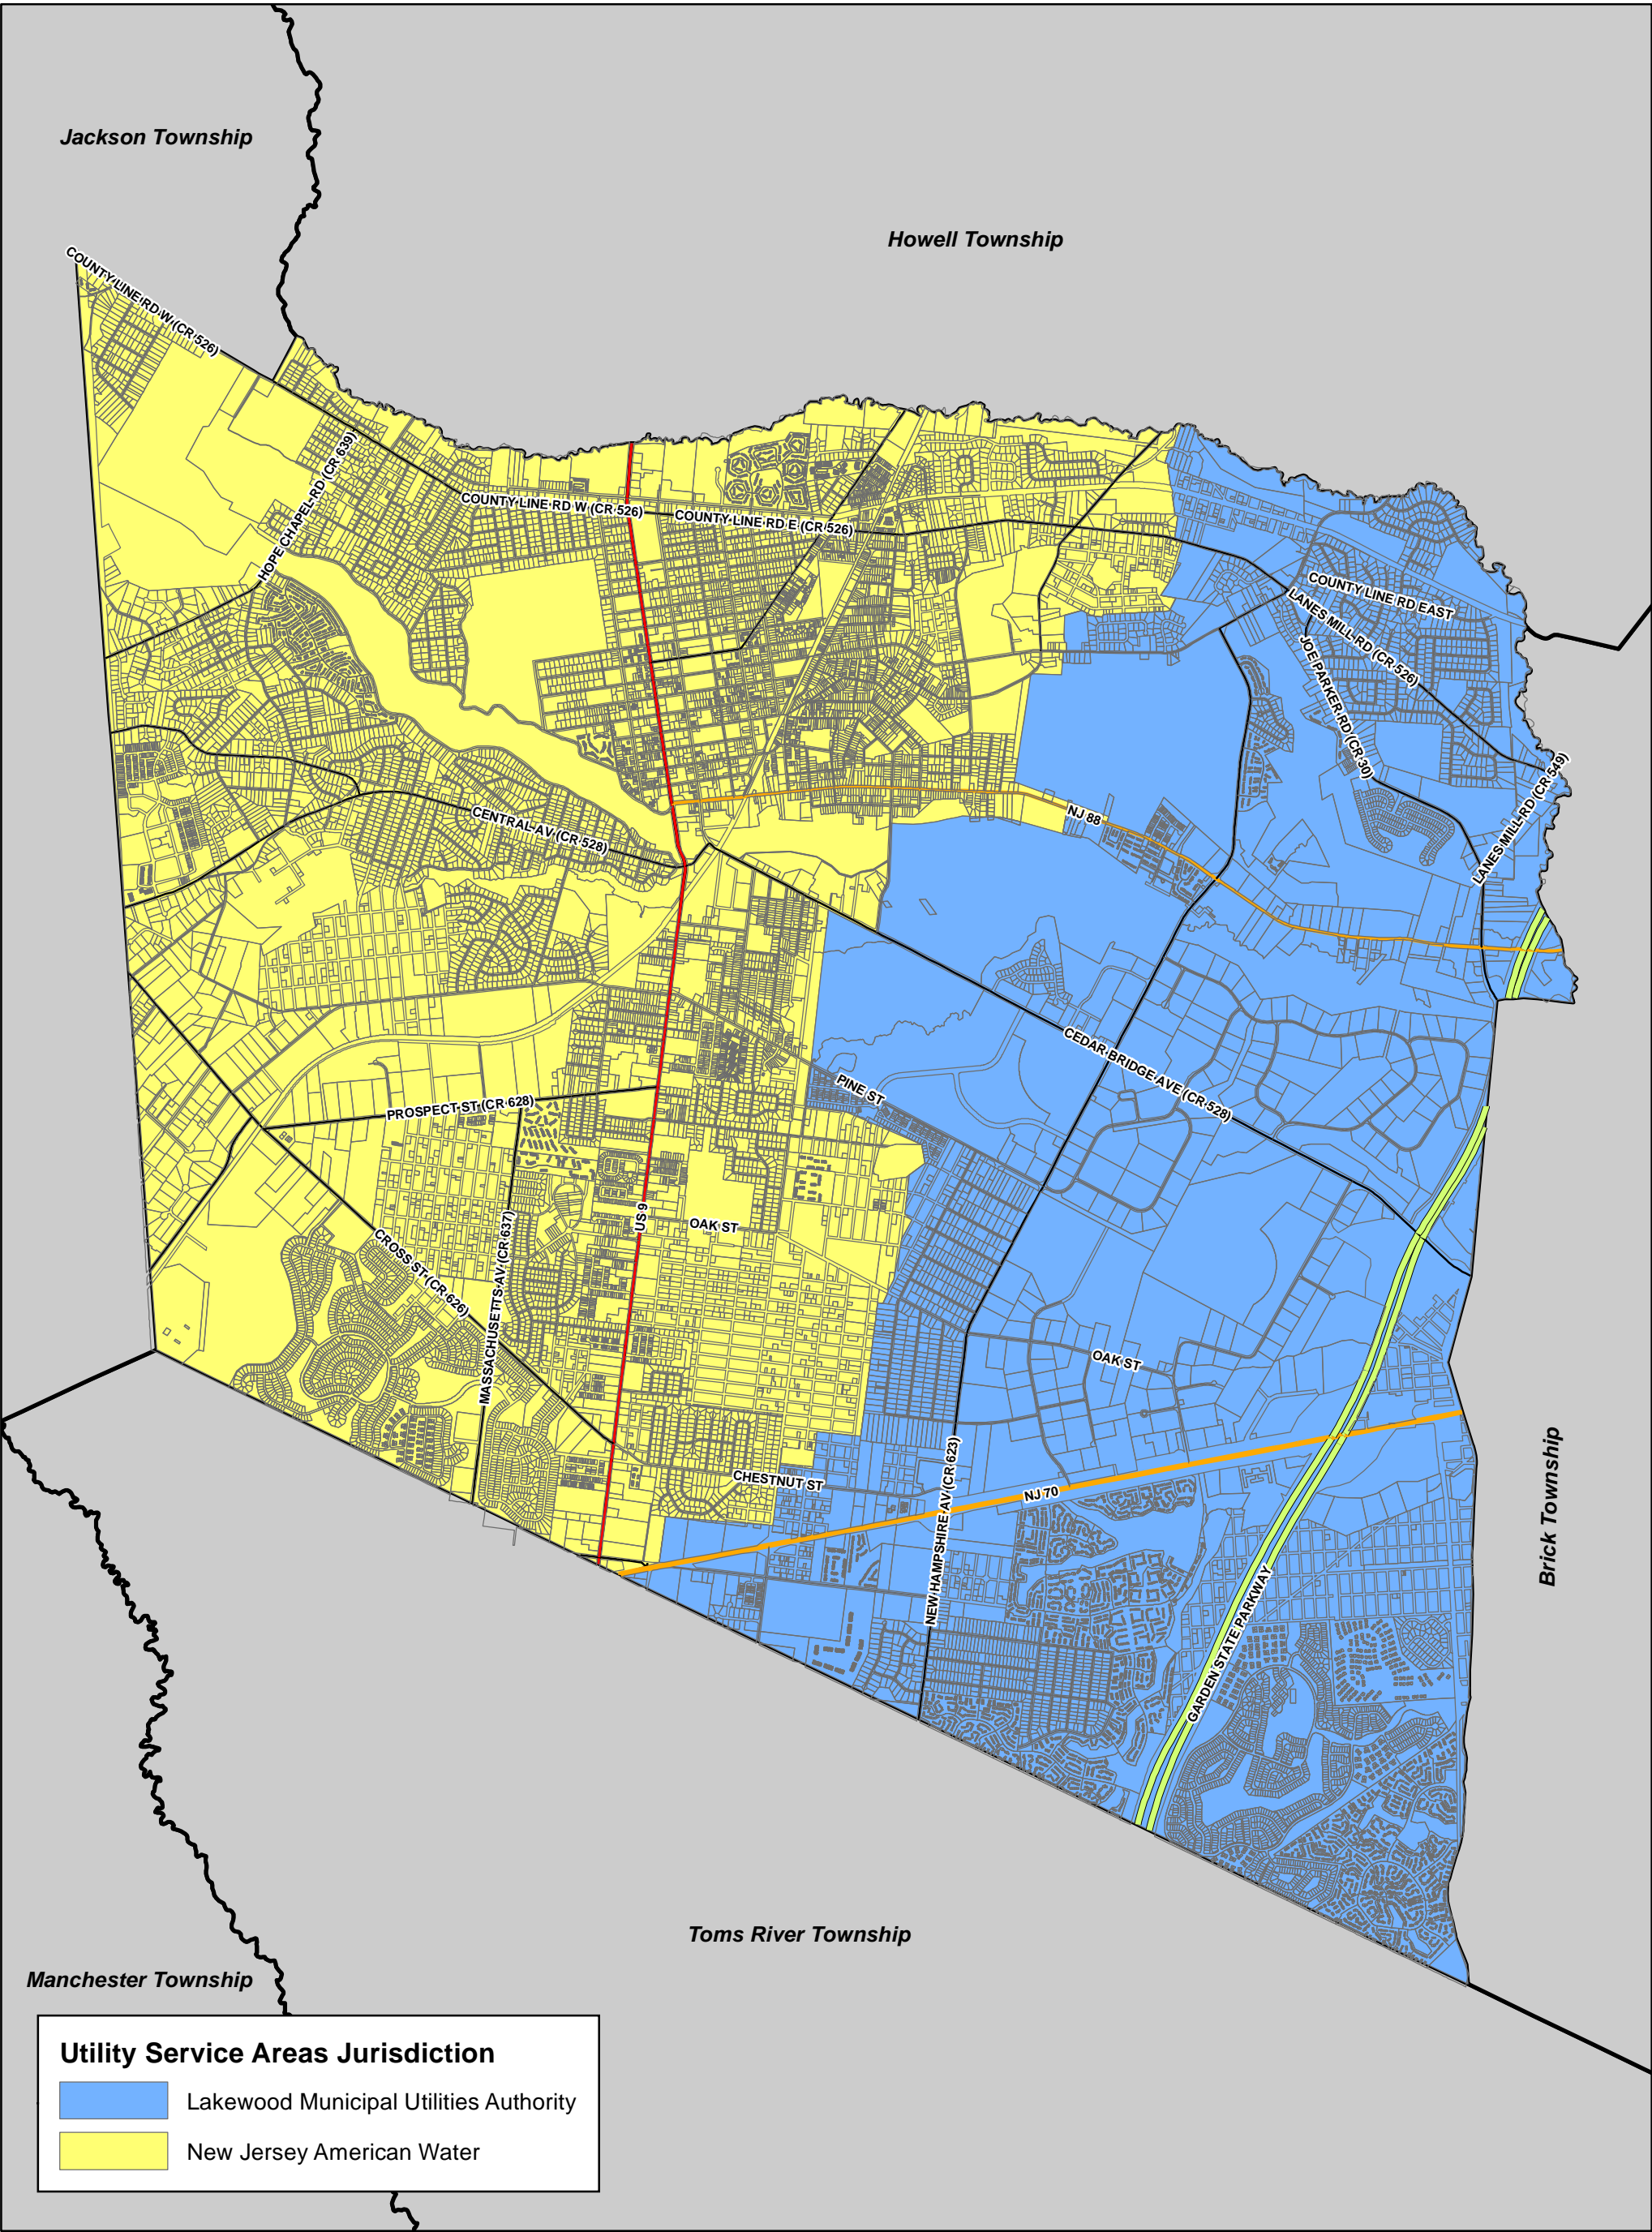 Jackson Township
Howell Township
COUNTY LINE RD W (CR 526)
HOPE CHAPEL RD (CR 639)
COUNTY LINE RD W (CR 526)
COUNTY LINE RD E (CR 526)
COUNTY LINE RD EAST
LANES MILL RD (CR 526)
JOE PARKER RD (CR 30)
LANES MILL RD (CR 549)
NJ 88
CENTRAL AV (CR 528)
CEDAR BRIDGE AVE (CR 528)
PINE ST
PROSPECT ST (CR 628)
US 9
OAK ST
CROSS ST (CR 626)
MASSACHUSETTS AV (CR 637)
OAK ST
CHESTNUT ST
NEW HAMPSHIRE AV (CR 623)
NJ 70
GARDEN STATE PARKWAY
Brick Township
Toms River Township
Manchester Township
Utility Service Areas Jurisdiction
Lakewood Municipal Utilities Authority
New Jersey American Water